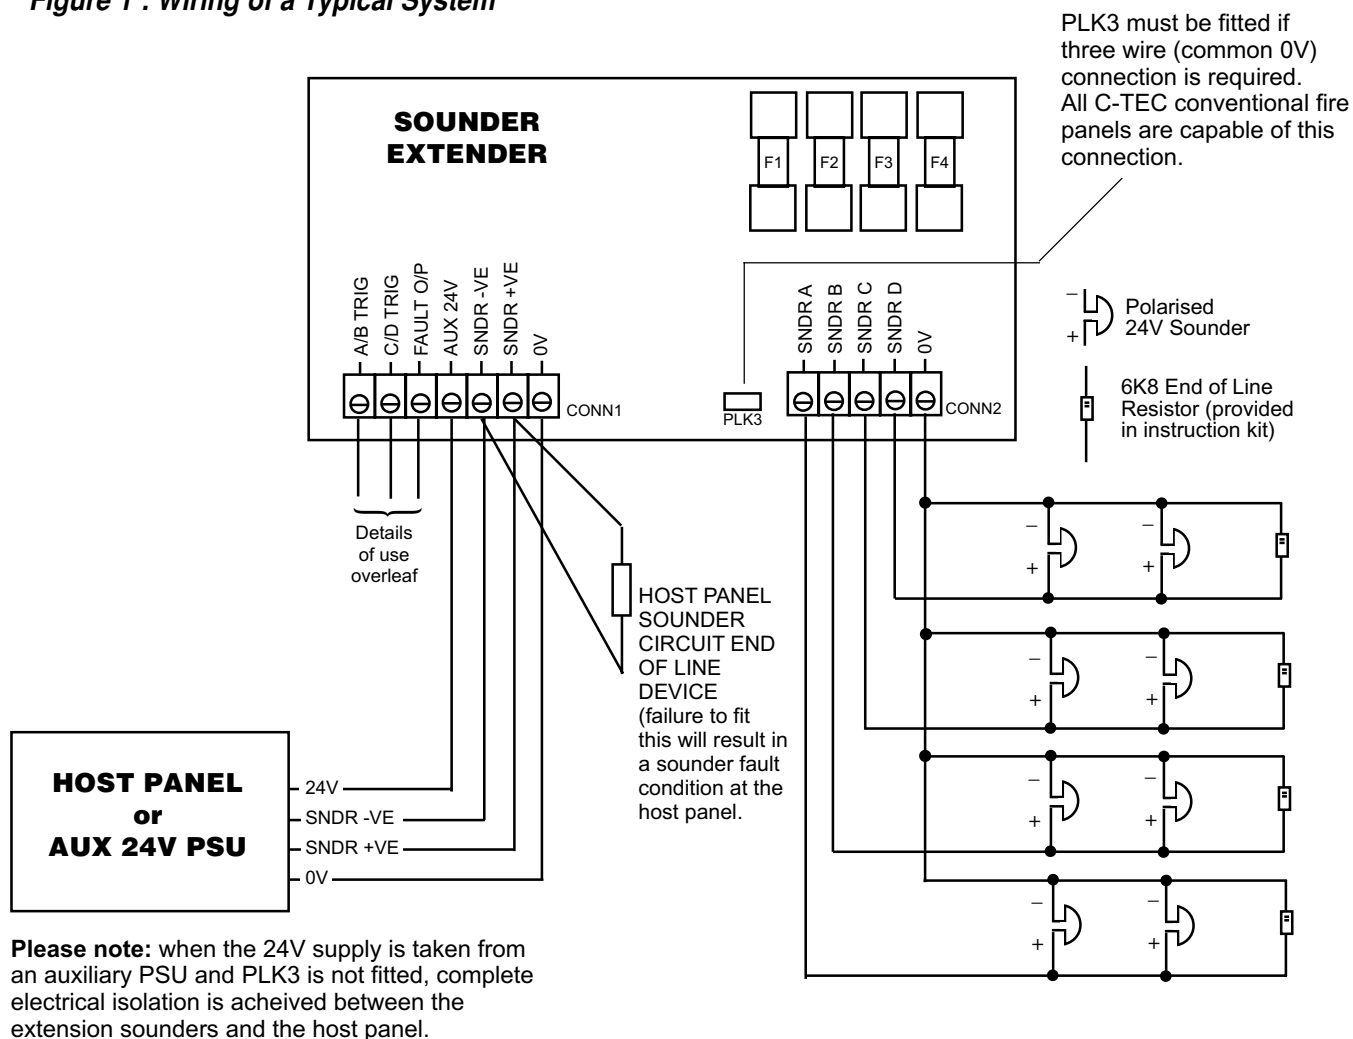 Figure 1 : Wiring of a Typical System
PLK3 must be fitted if
three wire (common 0V)
connection is required.
All C-TEC conventional fire
panels are capable of this
connection.
SOUNDER
EXTENDER
F1
F2
F3
F4
A/B TRIG
C/D TRIG
FAULT O/P
AUX 24V
SNDR -VE
SNDR +VE
0V
CONN1
PLK3
SNDR A
SNDR B
SNDR C
SNDR D
0V
CONN2
–
+
Polarised
24V Sounder
6K8 End of Line
Resistor (provided
in instruction kit)
Details
of use
overleaf
HOST PANEL
SOUNDER
CIRCUIT END
OF LINE
DEVICE
(failure to fit
this will result in
a sounder fault
condition at the
host panel.
–
+
–
+
–
+
–
+
–
+
–
+
–
+
–
+
HOST PANEL
or
AUX 24V PSU
24V
SNDR -VE
SNDR +VE
0V
Please note: when the 24V supply is taken from
an auxiliary PSU and PLK3 is not fitted, complete
electrical isolation is acheived between the
extension sounders and the host panel.